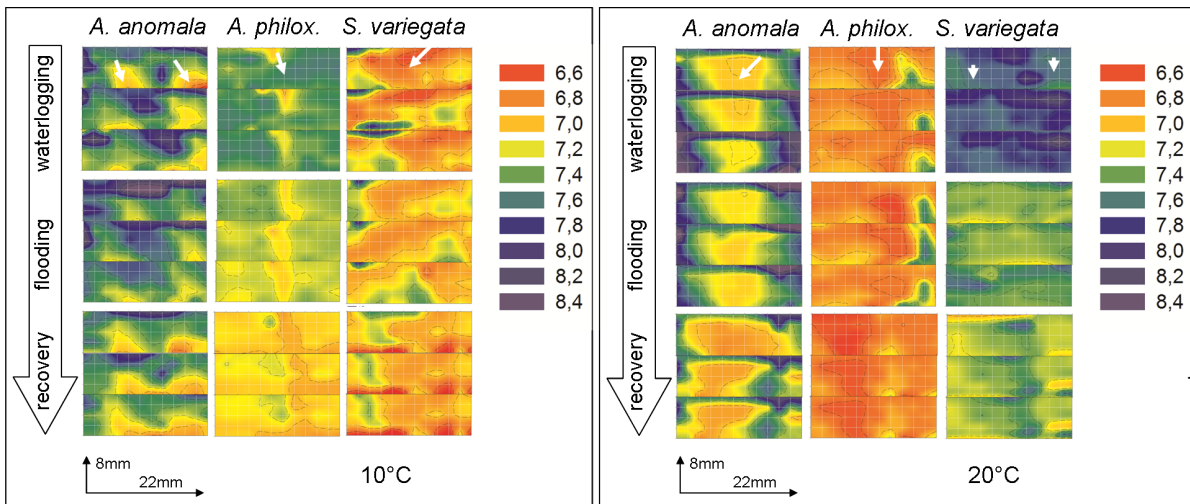 A. anomala A. philox. S. variegata
waterlogging
flooding
recovery
6,6
6,8
7,0
7,2
7,4
7,6
7,8
8,0
8,2
8,4
8mm
22mm
10°C
A. anomala A. philox. S. variegata
waterlogging
flooding
recovery
6,6
6,8
7,0
7,2
7,4
7,6
7,8
8,0
8,2
8,4
8mm
22mm
20°C